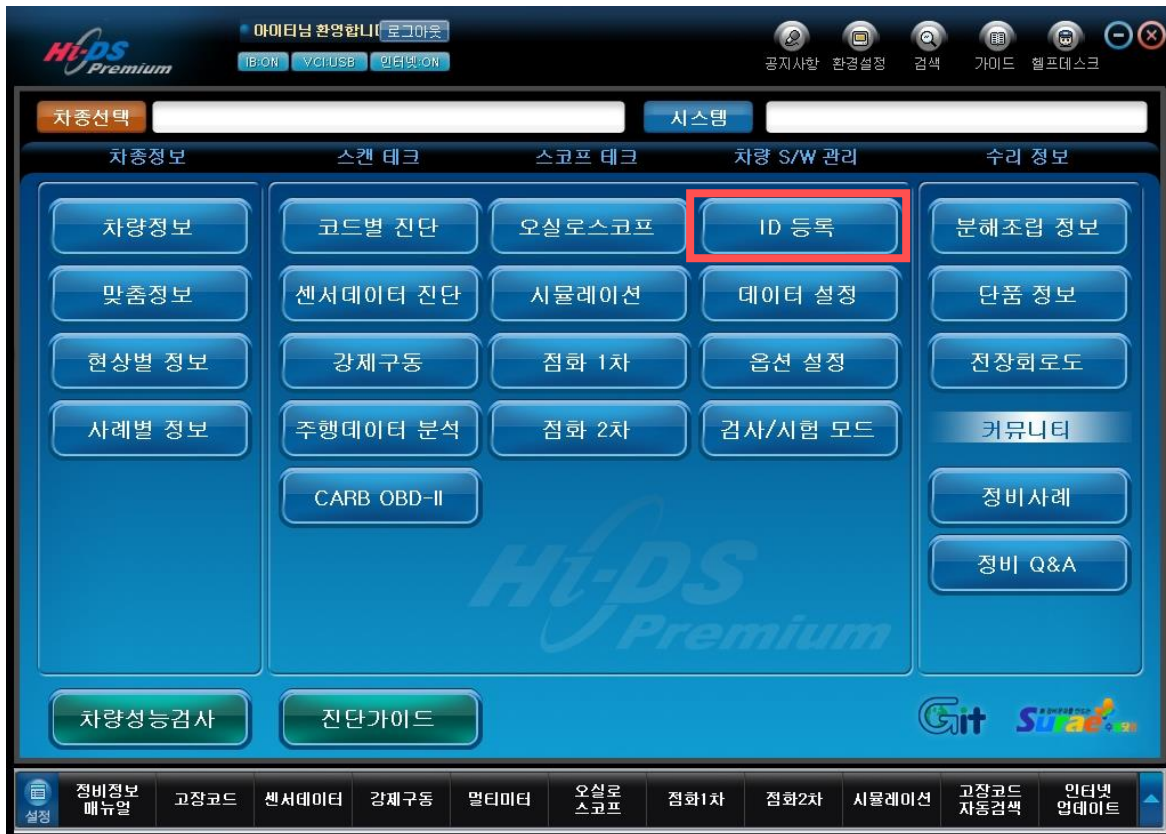 Hi-DS
Premium
아이티님 환영합니 로그아웃
IB:ON VCI:USB 인터넷:ON
공지사항 환경설정 검색 가이드 헬프데스크
차종선택 시스템
차종정보 스캔 테크 스코프 테크 차량 S/W 관리 수리 정보
차량정보 코드별 진단 오실로스코프 ID 등록 분해조립 정보
맞춤정보 센서데이터 진단 시뮬레이션 데이터 설정 단품 정보
현상별 정보 강제구동 점화 1차 옵션 설정 전장회로도
사례별 정보 주행데이터 분석 점화 2차 검사/시험 모드 커뮤니티
CARB OBD-II 정비사례
정비 Q&A
Hi-DS
Premium
차량성능검사 진단가이드 Git Surae
설정 정비정보 매뉴얼 고장코드 센서데이터 강제구동 멀티미터 오실로 스코프 점화1차 점화2차 시뮬레이션 고장코드 자동검색 인터넷 업데이트